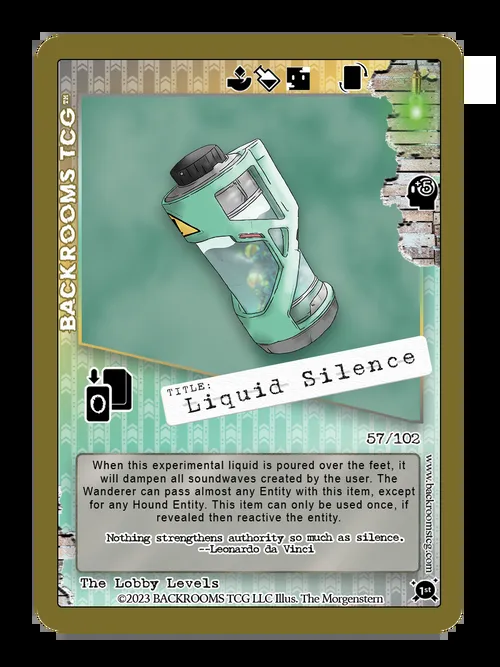 BACKROOMS TCG™
+5
0
TITLE:
Liquid Silence
57/102
When this experimental liquid is poured over the feet, it
will dampen all soundwaves created by the user. The
Wanderer can pass almost any Entity with this item, except
for any Hound Entity. This item can only be used once, if
revealed then reactive the entity.
Nothing strengthens authority so much as silence.
--Leonardo da Vinci
www.backroomstcg.com
The Lobby Levels
©2023 BACKROOMS TCG LLC Illus. The Morgenstern
1st